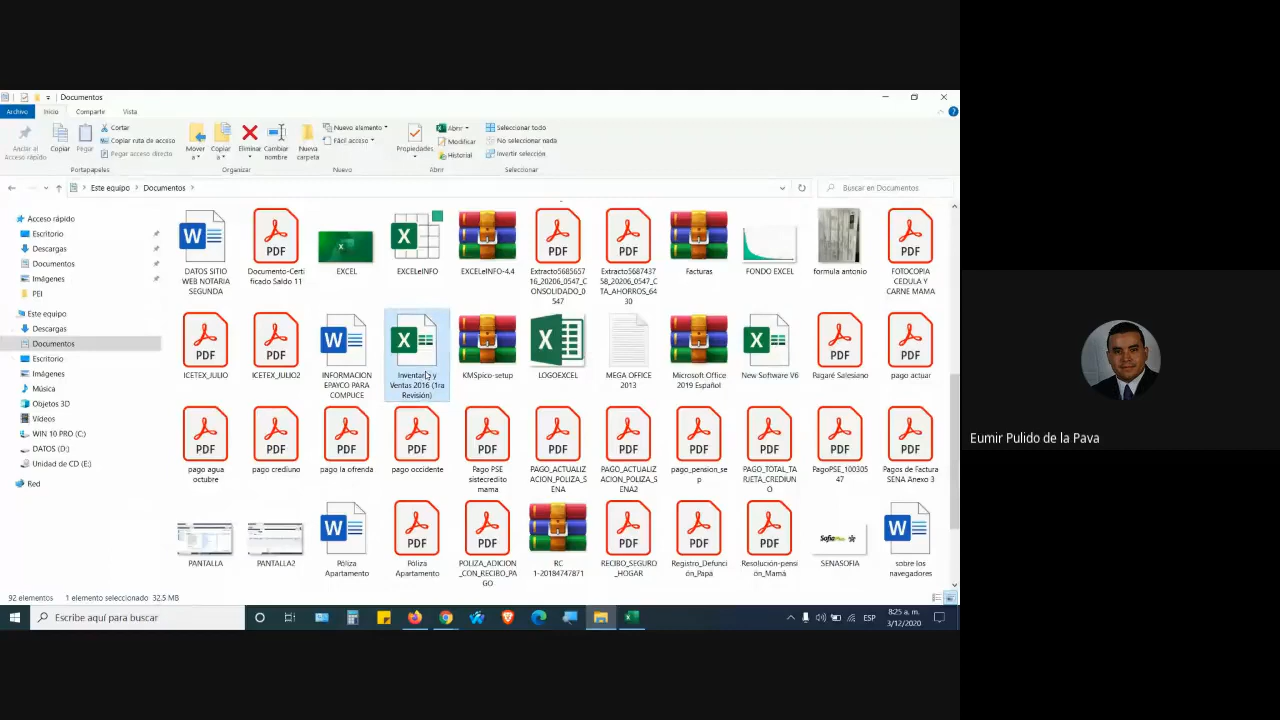 Documentos
Archivo Inicio Comparte Vista
Anclar al Acceso rápido
Copiar
Pegar
Cortar
Copiar ruta de acceso
Pegar acceso directo
Mover a
Copiar a
Eliminar
Cambiar nombre
Nueva carpeta
Nuevo elemento
Fácil acceso
Propiedades
Abrir
Modificar
Historial
Seleccionar todo
No seleccionar nada
Invertir selección
Portapapeles Organizar Nuevo Abrir Seleccionar
Este equipo Documentos
Buscar en Documentos
Acceso rápido
Escritorio
Descargas
Documentos
Imágenes
PEI
Este equipo
Descargas
Documentos
Escritorio
Imágenes
Música
Objetos 3D
Vídeos
WIN 10 PRO (C:)
DATOS (D:)
Unidad de CD (E:)
Red
DATOS SITIO
WEB NOTARIA
SEGUNDA
Documento-Certi
ficado Saldo 11
EXCEL
EXCELeINFO
EXCELeINFO-4.4
Extracto5685657
16_20206_0547_C
ONSOLIDADO_0
547
Extracto5687437
58_20206_0547_C
TA_AHORROS_64
30
Facturas
FONDO EXCEL
formula antonio
FOTOCOPIA
CEDULA Y
CARNE MAMA
ICETEX_JULIO
ICETEX_JULIO2
INFORMACION
EPAYCO PARA
COMPUCE
Inventario y
Ventas 2016 (1ra
Revisión)
KMSpico-setup
LOGOEXCEL
MEGA OFFICE
2013
Microsoft Office
2019 Español
New Software V6
Pagaré Salesiano
pago actuar
pago agua
octubre
pago crediuno
pago la ofrenda
pago occidente
Pago PSE
sistecredito
mama
PAGO_ACTUALIZ
ACION_POLIZA_S
ENA
PAGO_ACTUALIZ
ACION_POLIZA_S
ENA2
pago_pension_se
p
PAGO_TOTAL_TA
RJETA_CREDIUN
O
PagoPSE_100305
47
Pagos de Factura
SENA Anexo 3
PANTALLA
PANTALLA2
Póliza
Apartamento
Póliza
Apartamento
POLIZA_ADICION
_CON_RECIBO_PA
GO
RC
1-20184747871
RECIBO_SEGURO
_HOGAR
Registro_Defunci
ón_Papá
Resolución-pensi
ón_Mamá
SENASOFIA
sobre los
navegadores
92 elementos 1 elemento seleccionado 32.5 MB
Escribe aquí para buscar
ESP
8:25 a. m.
3/12/2020
Eumir Pulido de la Pava